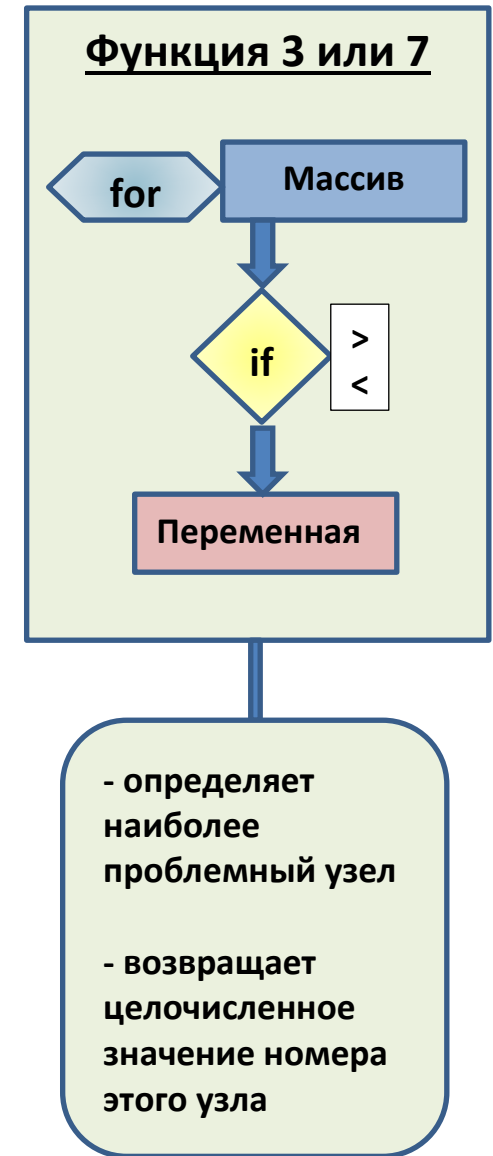 Функция 3 или 7
for
Массив
if
>
<
Переменная
- определяет
наиболее
проблемный узел
- возвращает
целочисленное
значение номера
этого узла